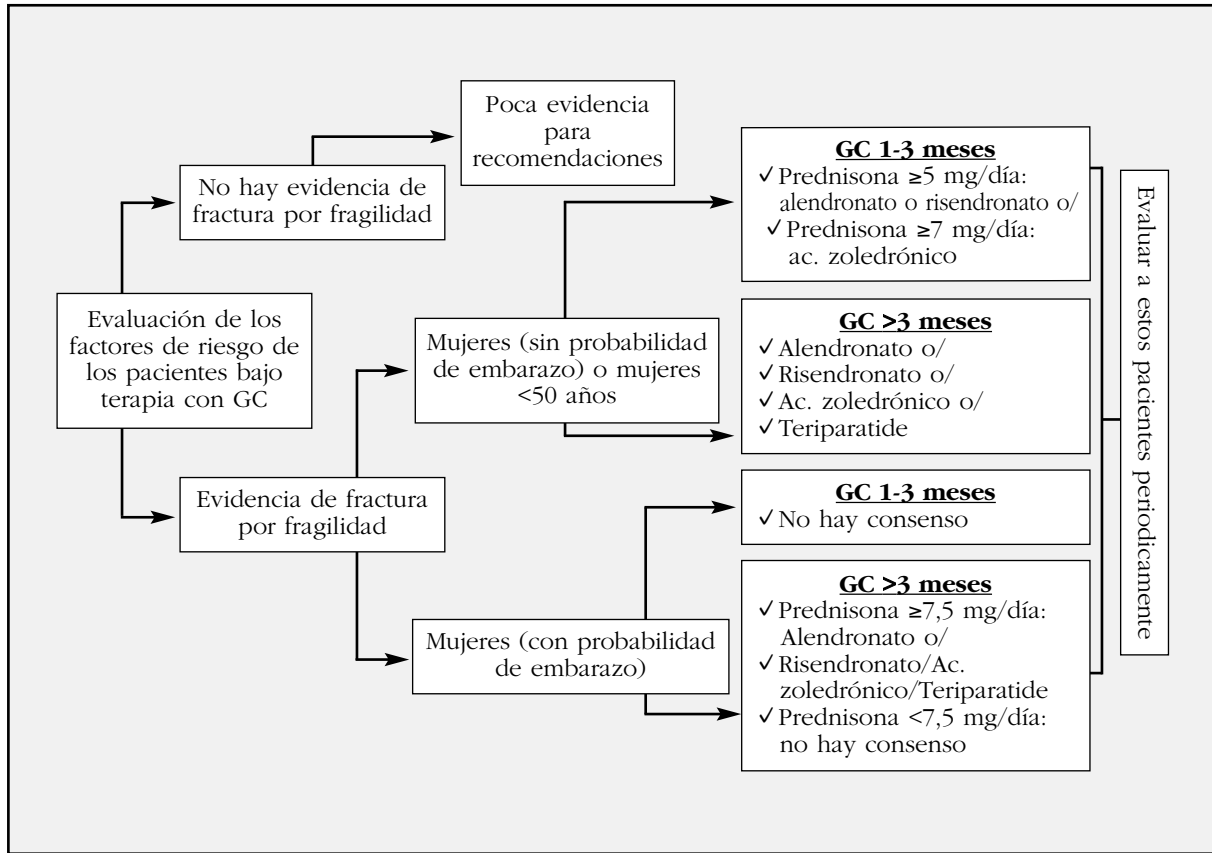 Poca evidencia
para
recomendaciones
No hay evidencia de
fractura por fragilidad
Evaluación de los
factores de riesgo de
los pacientes bajo
terapia con GC
Evidencia de fractura
por fragilidad
Mujeres (sin probabilidad
de embarazo) o mujeres
<50 años
Mujeres (con probabilidad
de embarazo)
GC 1-3 meses
✓ Prednisona ≥5 mg/día:
alendronato o risendronato o/
✓ Prednisona ≥7 mg/día:
ac. zoledrónico
GC >3 meses
✓ Alendronato o/
✓ Risendronato o/
✓ Ac. zoledrónico o/
✓ Teriparatide
GC 1-3 meses
✓ No hay consenso
GC >3 meses
✓ Prednisona ≥7,5 mg/día:
Alendronato o/
✓ Risendronato/Ac.
zoledrónico/Teriparatide
✓ Prednisona <7,5 mg/día:
no hay consenso
Evaluar a estos pacientes periodicamente